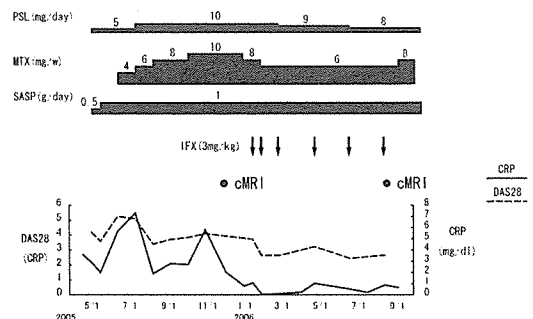 PSL(mg/day) 5 10 9 8
MTX(mg/w) 4 6 8 10 8 6 8
SASP(g/day) 0.5 1
IFX(3mg/kg)
cMRI cMRI
CRP
DAS28
DAS28 (CRP) 6 5 4 3 2 1 0
CRP (mg/dl) 8 7 6 5 4 3 2 1 0
5/1 7/1 9/1 11/1 1/1 3/1 5/1 7/1 9/1
2005 2006